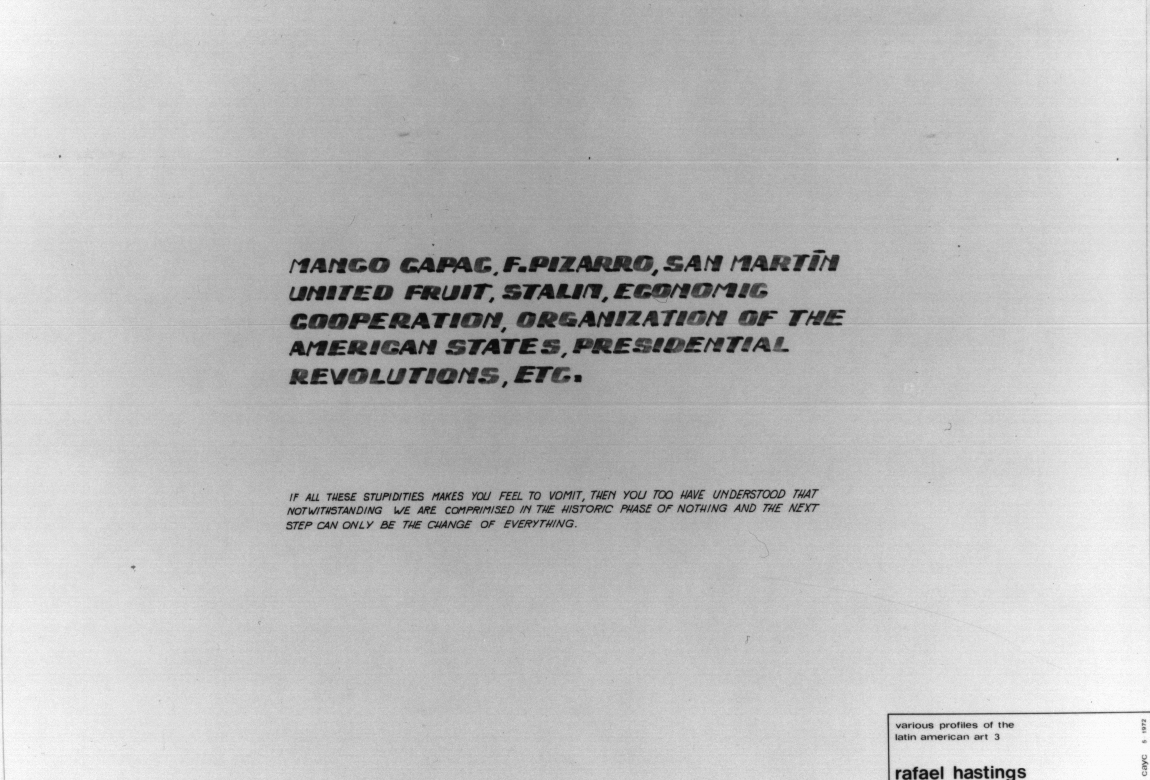 MANCO CAPAC, F.PIZARRO, SAN MARTÍN
UNITED FRUIT, STALIN, ECONOMIC
COOPERATION, ORGANIZATION OF THE
AMERICAN STATES, PRESIDENTIAL
REVOLUTIONS, ETC.
IF ALL THESE STUPIDITIES MAKES YOU FEEL TO VOMIT, THEN YOU TOO HAVE UNDERSTOOD THAT
NOTWITHSTANDING WE ARE COMPRIMISED IN THE HISTORIC PHASE OF NOTHING AND THE NEXT
STEP CAN ONLY BE THE CHANGE OF EVERYTHING.
various profiles of the
latin american art 3
rafael hastings
cayc 5 1972